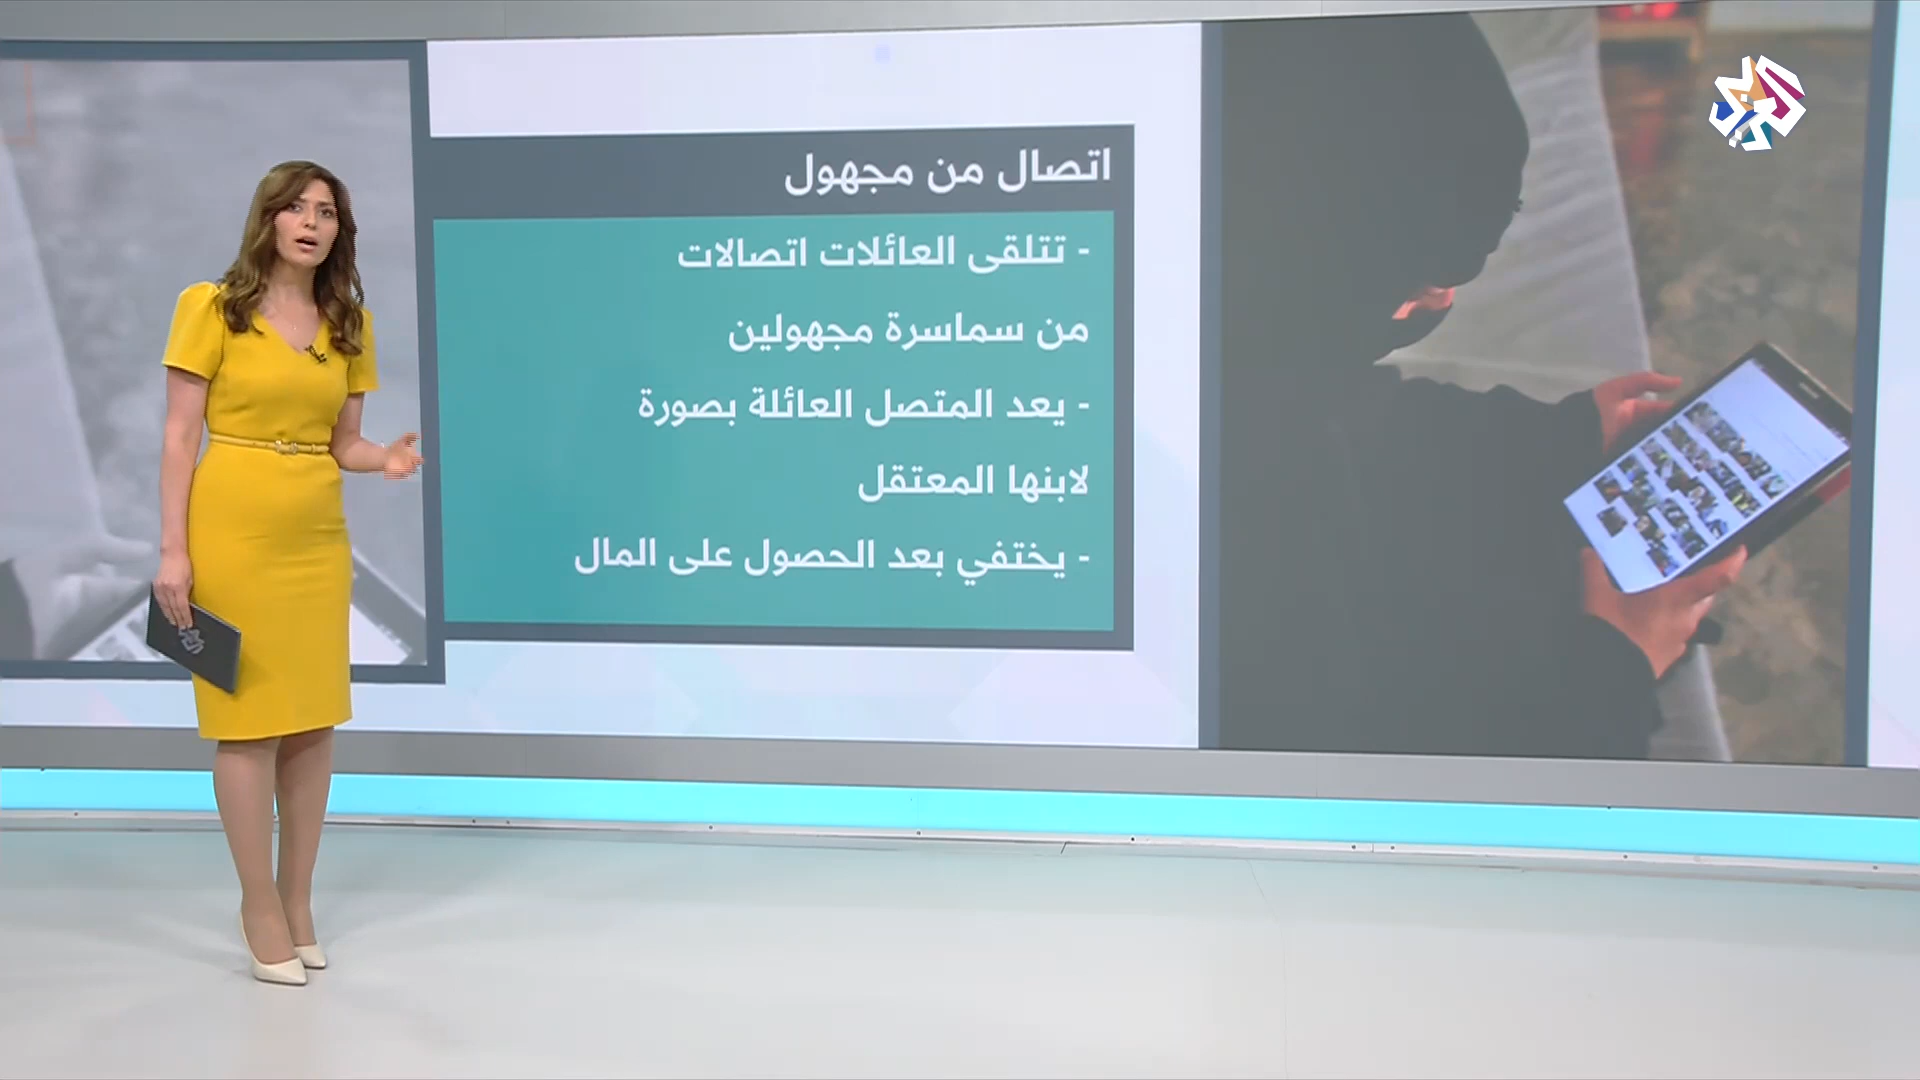 اتصال من مجهول
- تتلقى العائلات اتصالات
من سماسرة مجهولين
- يعد المتصل العائلة بصورة
لابنها المعتقل
- يختفي بعد الحصول على المال